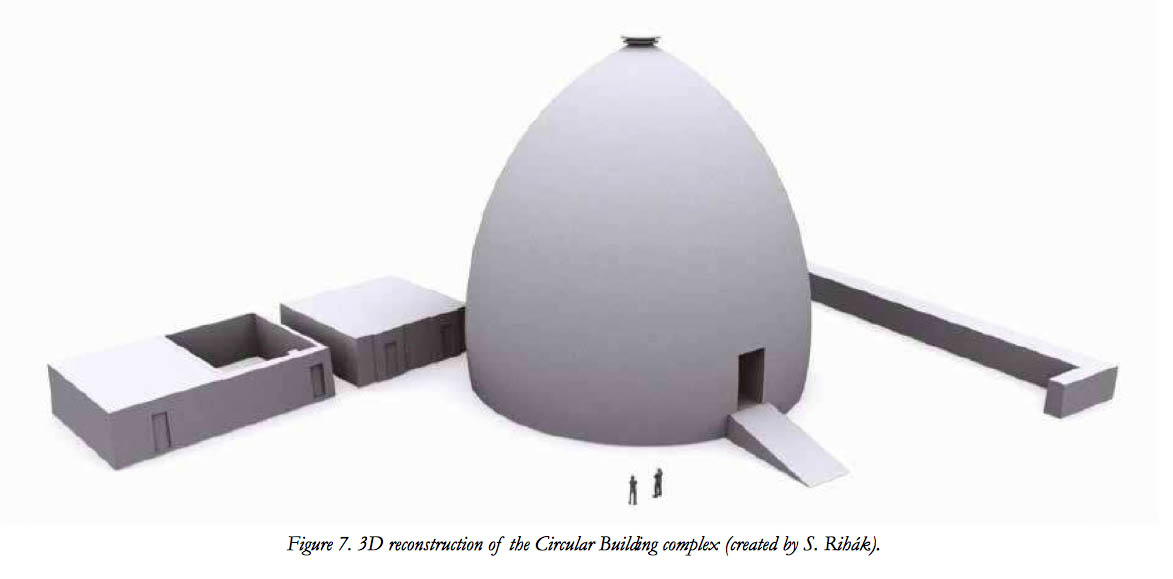 Figure 7. 3D reconstruction of the Circular Building complex (created by S. Rihák).